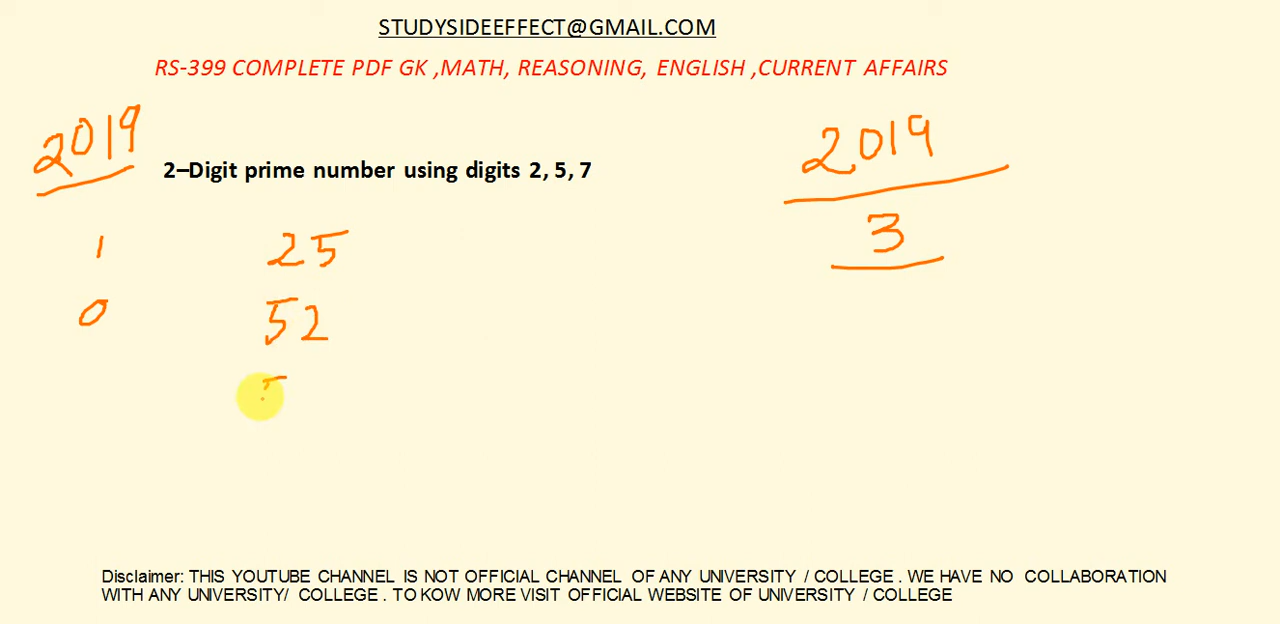 STUDYSIDEEFFECT@GMAIL.COM
RS-399 COMPLETE PDF GK ,MATH, REASONING, ENGLISH ,CURRENT AFFAIRS
2019
2–Digit prime number using digits 2, 5, 7
2019
3
1 25
0 52
Disclaimer: THIS YOUTUBE CHANNEL IS NOT OFFICIAL CHANNEL OF ANY UNIVERSITY / COLLEGE . WE HAVE NO COLLABORATION
WITH ANY UNIVERSITY/ COLLEGE . TO KOW MORE VISIT OFFICIAL WEBSITE OF UNIVERSITY / COLLEGE